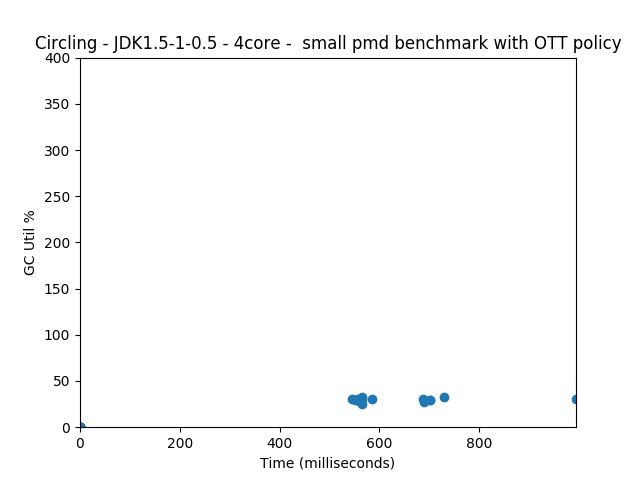 Circling - JDK1.5-1-0.5 - 4core -  small pmd benchmark with OTT policy
400
350
300
250
200
150
100
50
0
GC Util %
0 200 400 600 800
Time (milliseconds)